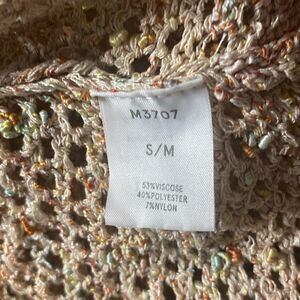 M3707
S/M
53%VISCOSE
40%POLYESTER
7%NYLON